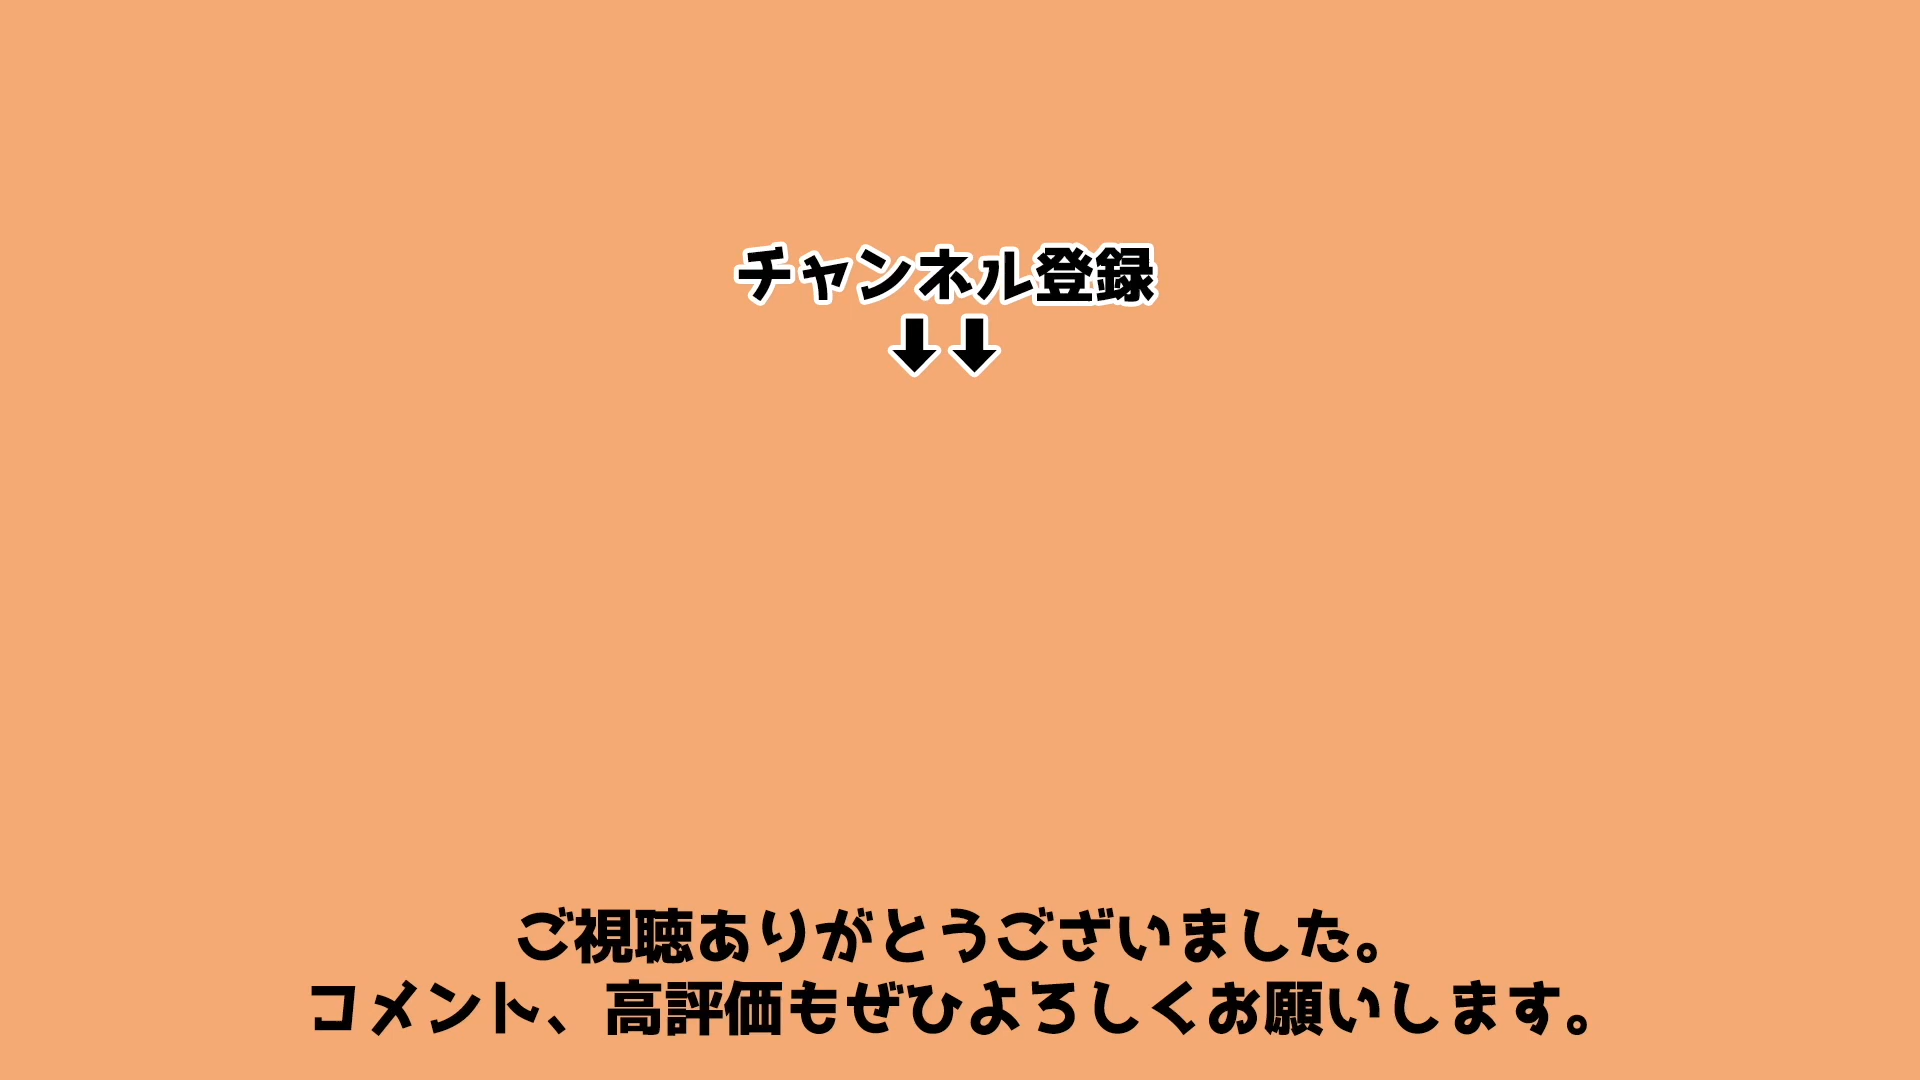 チャンネル登録
⬇⬇
ご視聴ありがとうございました。
コメント、高評価もぜひよろしくお願いします。